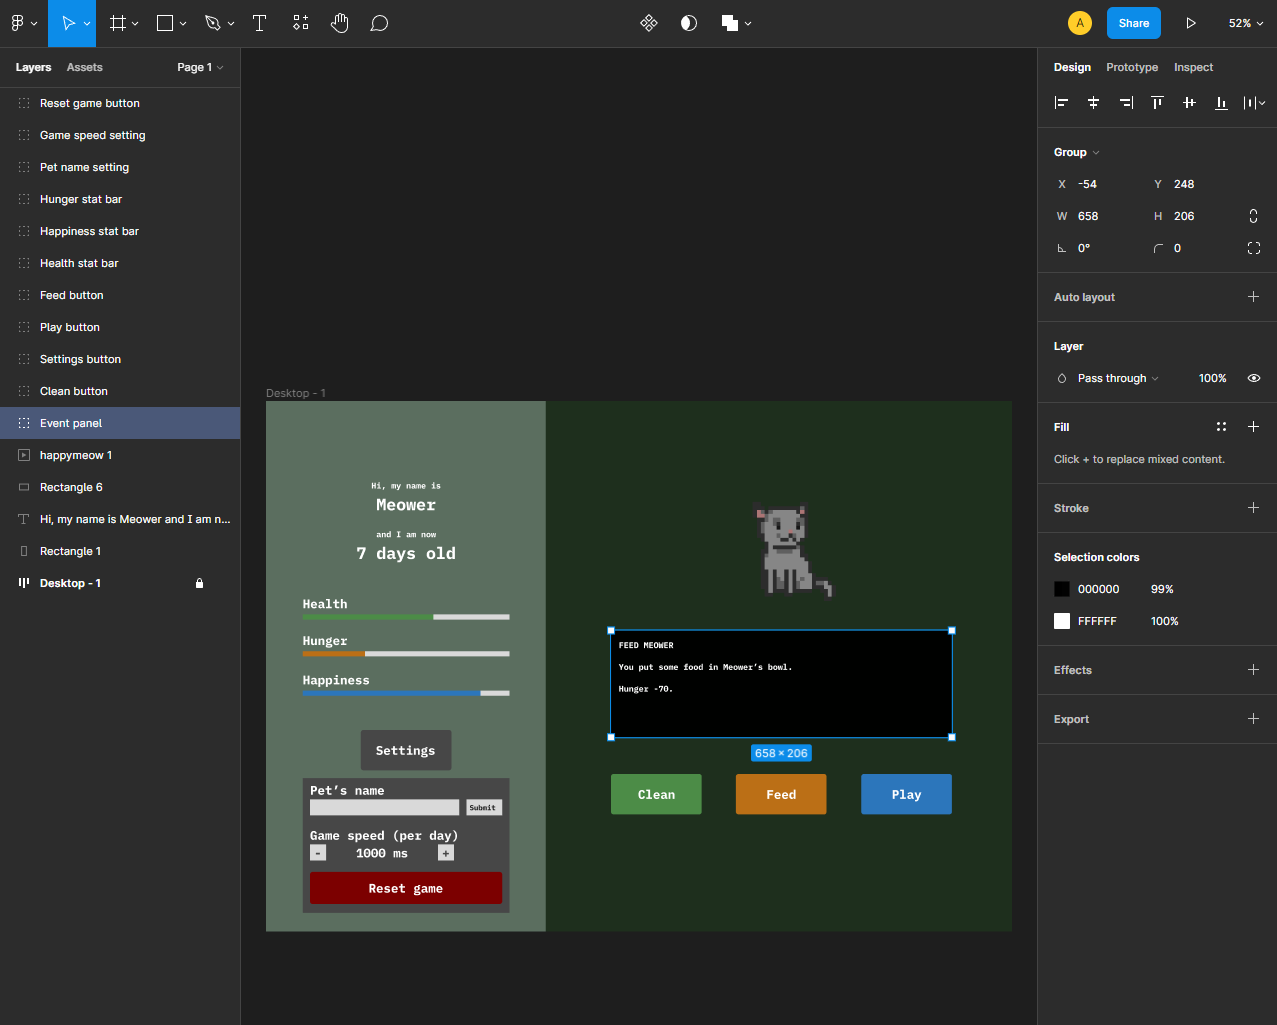 A
Share
52%
Layers
Assets
Page 1
Reset game button
Game speed setting
Pet name setting
Hunger stat bar
Happiness stat bar
Health stat bar
Feed button
Play button
Settings button
Clean button
Event panel
happymeow 1
Rectangle 6
Hi, my name is Meower and I am n...
Rectangle 1
Desktop - 1
Desktop - 1
Hi, my name is
Meower
and I am now
7 days old
Health
Hunger
Happiness
Settings
Pet's name
Submit
Game speed (per day)
- 1000 ms +
Reset game
FEED MEOWER
You put some food in Meower's bowl.
Hunger -70.
658 × 206
Clean
Feed
Play
Design
Prototype
Inspect
Group
X -54 Y 248
W 658 H 206
0° 0
Auto layout
Layer
Pass through 100%
Fill
Click + to replace mixed content.
Stroke
Selection colors
000000 99%
FFFFFF 100%
Effects
Export